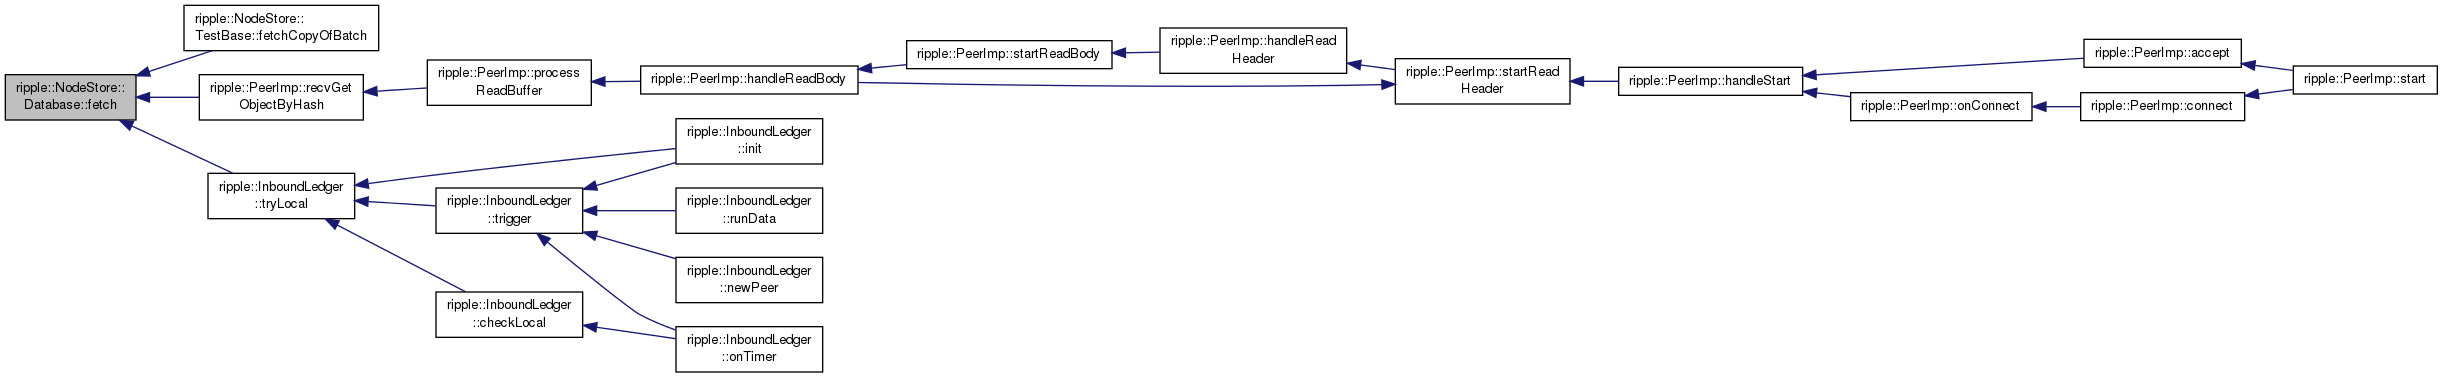 ripple::NodeStore::
TestBase::fetchCopyOfBatch
ripple::NodeStore::
Database::fetch
ripple::PeerImp::recvGet
ObjectByHash
ripple::PeerImp::process
ReadBuffer
ripple::PeerImp::handleReadBody
ripple::PeerImp::startReadBody
ripple::PeerImp::handleRead
Header
ripple::PeerImp::startRead
Header
ripple::PeerImp::handleStart
ripple::PeerImp::accept
ripple::PeerImp::onConnect
ripple::PeerImp::connect
ripple::PeerImp::start
ripple::InboundLedger
::tryLocal
ripple::InboundLedger
::trigger
ripple::InboundLedger
::checkLocal
ripple::InboundLedger
::init
ripple::InboundLedger
::runData
ripple::InboundLedger
::newPeer
ripple::InboundLedger
::onTimer